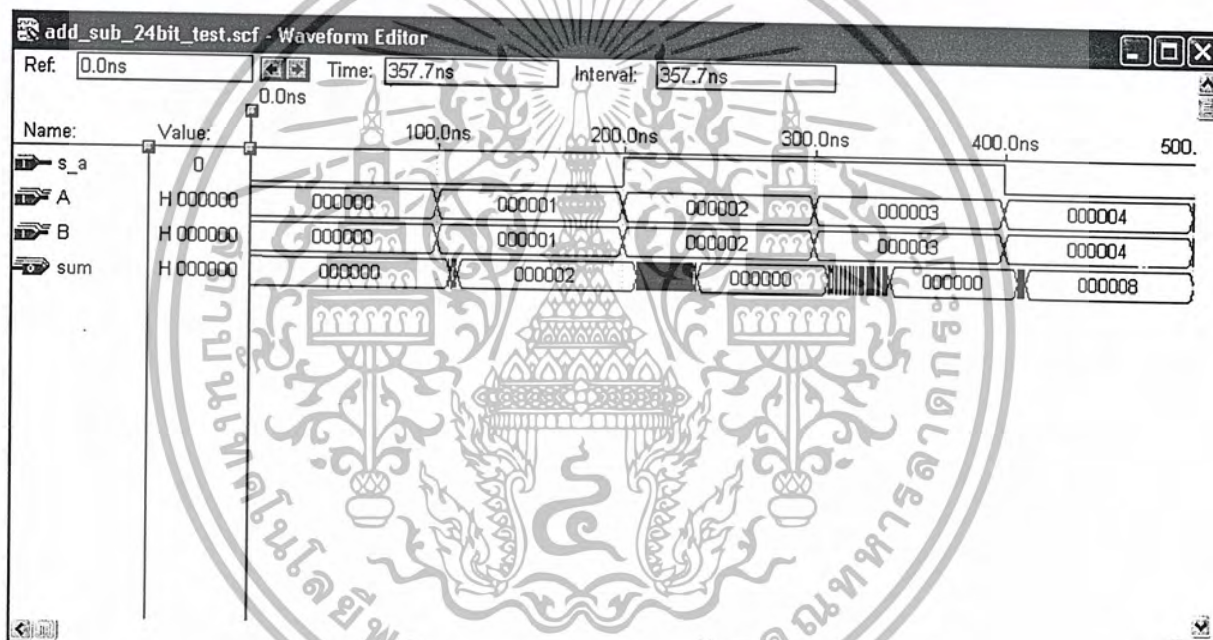 add_sub_24bit_test.scf - Waveform Editor
Ref: 0.0ns Time: 357.7ns Interval: 357.7ns
0.0ns
Name: Value: 100.0ns 200.0ns 300.0ns 400.0ns 500.
s_a 0
A H 000000 000000 000001 000002 000003 000004
B H 000000 000000 000001 000002 000003 000004
sum H 000000 000000 000002 000000 000000 000008